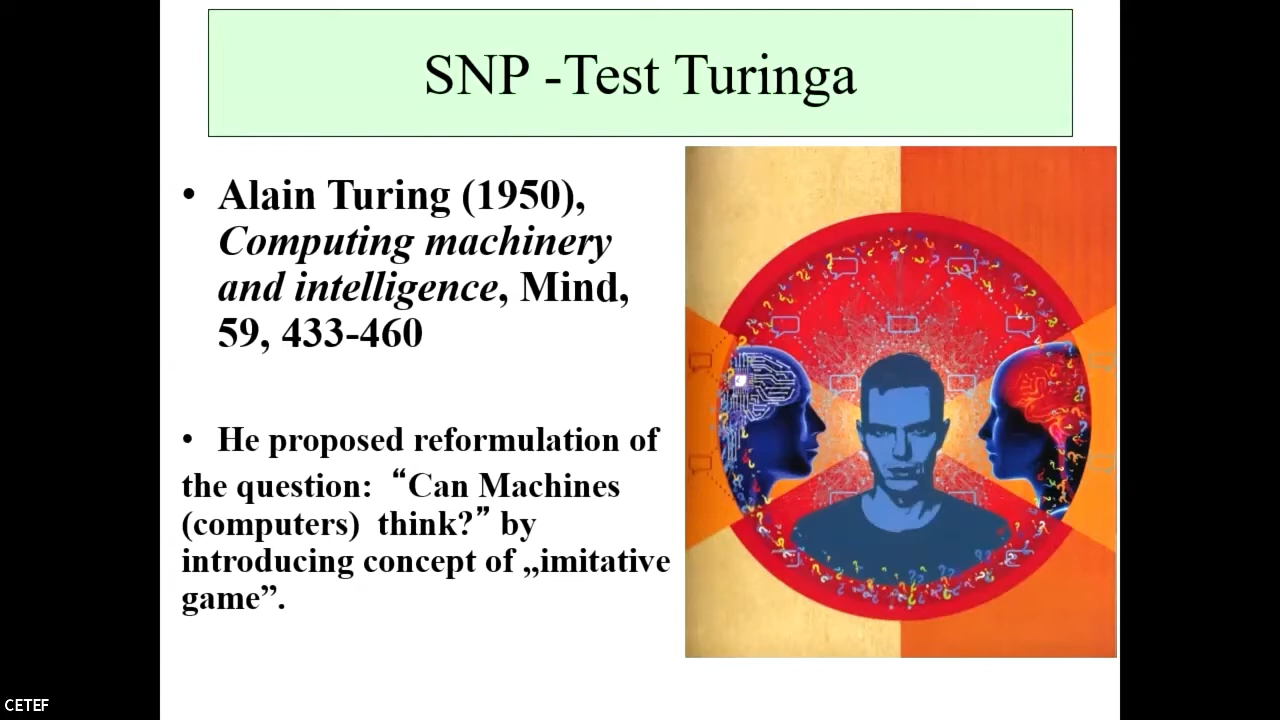 SNP -Test Turinga
• Alain Turing (1950),
Computing machinery
and intelligence, Mind,
59, 433-460
• He proposed reformulation of
the question: “Can Machines
(computers) think?” by
introducing concept of „imitative
game”.
CETEF